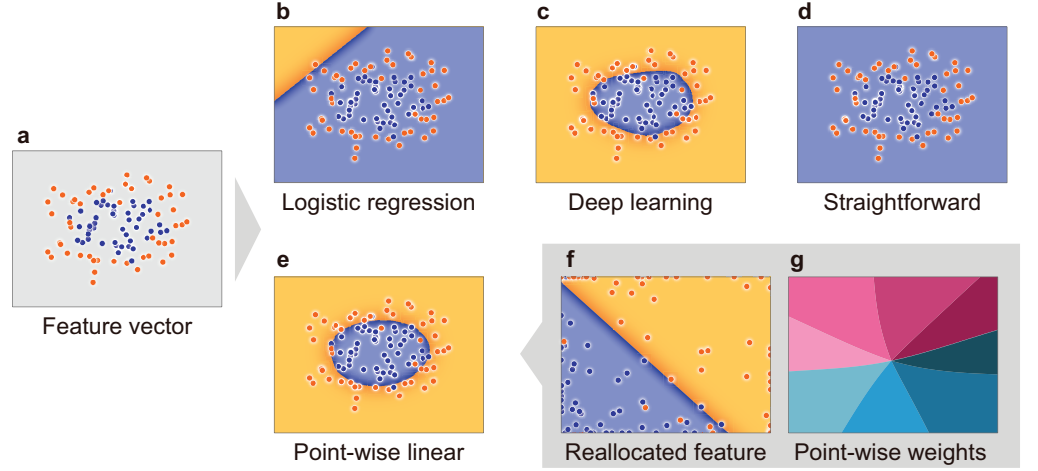 a
Feature vector
b
Logistic regression
c
Deep learning
d
Straightforward
e
Point-wise linear
f
Reallocated feature
g
Point-wise weights